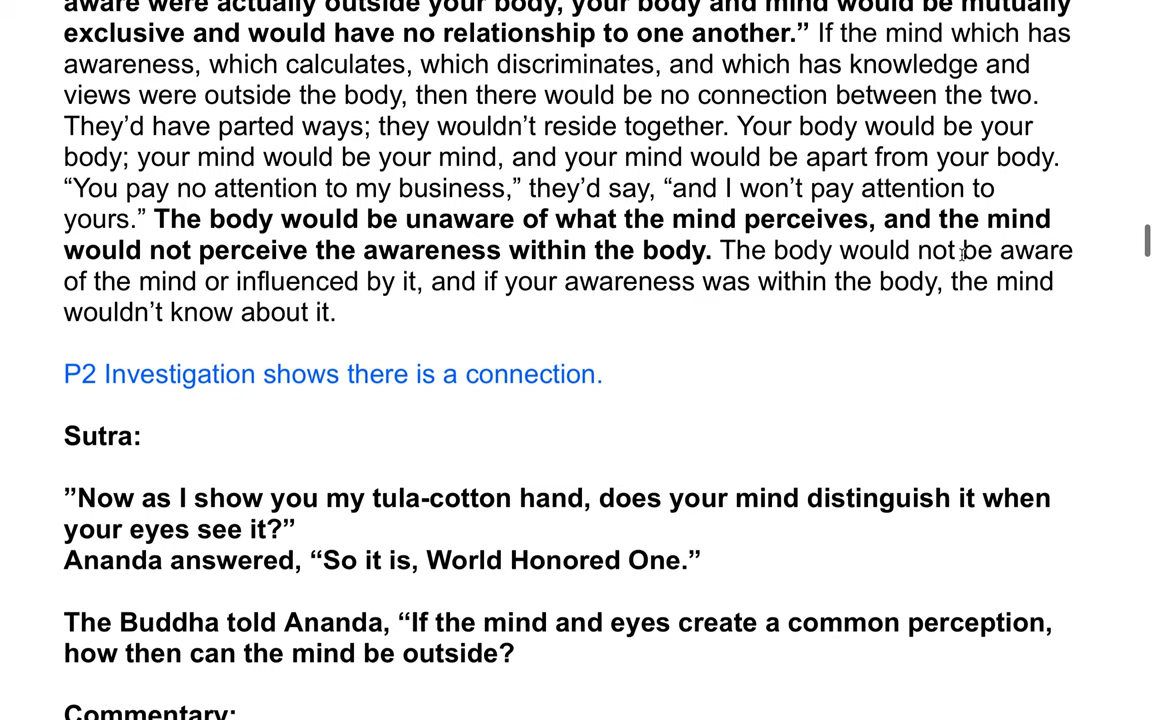 aware were actually outside your body, your body and mind would be mutually
exclusive and would have no relationship to one another.” If the mind which has
awareness, which calculates, which discriminates, and which has knowledge and
views were outside the body, then there would be no connection between the two.
They’d have parted ways; they wouldn’t reside together. Your body would be your
body; your mind would be your mind, and your mind would be apart from your body.
“You pay no attention to my business,” they’d say, “and I won’t pay attention to
yours.” The body would be unaware of what the mind perceives, and the mind
would not perceive the awareness within the body. The body would not be aware
of the mind or influenced by it, and if your awareness was within the body, the mind
wouldn’t know about it.
P2 Investigation shows there is a connection.
Sutra:
”Now as I show you my tula-cotton hand, does your mind distinguish it when
your eyes see it?”
Ananda answered, “So it is, World Honored One.”
The Buddha told Ananda, “If the mind and eyes create a common perception,
how then can the mind be outside?
Commentary: